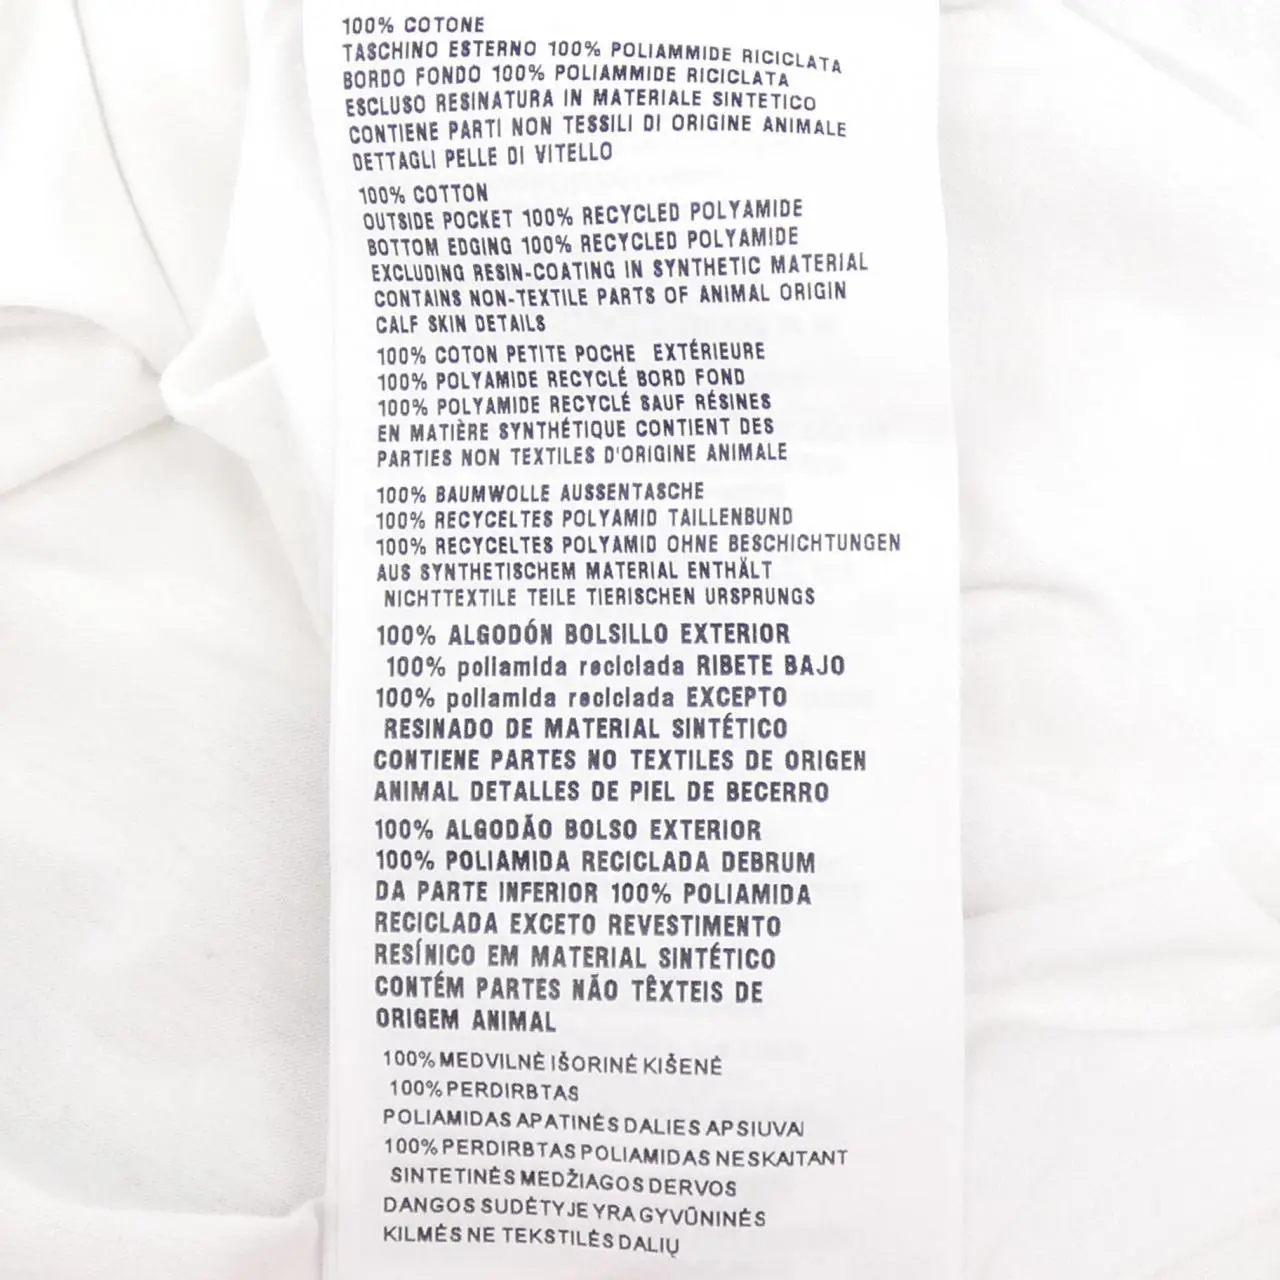 100% COTONE
TASCHINO ESTERNO 100% POLIAMMIDE RICICLATA
BORDO FONDO 100% POLIAMMIDE RICICLATA
ESCLUSO RESINATURA IN MATERIALE SINTETICO
CONTIENE PARTI NON TESSILI DI ORIGINE ANIMALE
DETTAGLI PELLE DI VITELLO
100% COTTON
OUTSIDE POCKET 100% RECYCLED POLYAMIDE
BOTTOM EDGING 100% RECYCLED POLYAMIDE
EXCLUDING RESIN-COATING IN SYNTHETIC MATERIAL
CONTAINS NON-TEXTILE PARTS OF ANIMAL ORIGIN
CALF SKIN DETAILS
100% COTON PETITE POCHE EXTÉRIEURE
100% POLYAMIDE RECYCLÉ BORD FOND
100% POLYAMIDE RECYCLÉ SAUF RÉSINES
EN MATIÈRE SYNTHÉTIQUE CONTIENT DES
PARTIES NON TEXTILES D'ORIGINE ANIMALE
100% BAUMWOLLE AUSSENTASCHE
100% RECYCELTES POLYAMID TAILLENBUND
100% RECYCELTES POLYAMID OHNE BESCHICHTUNGEN
AUS SYNTHETISCHEM MATERIAL ENTHÄLT
NICHTTEXTILE TEILE TIERISCHEN URSPRUNGS
100% ALGODÓN BOLSILLO EXTERIOR
100% poliamida reciclada RIBETE BAJO
100% poliamida reciclada EXCEPTO
RESINADO DE MATERIAL SINTÉTICO
CONTIENE PARTES NO TEXTILES DE ORIGEN
ANIMAL DETALLES DE PIEL DE BECERRO
100% ALGODÃO BOLSO EXTERIOR
100% POLIAMIDA RECICLADA DEBRUM
DA PARTE INFERIOR 100% POLIAMIDA
RECICLADA EXCETO REVESTIMENTO
RESÍNICO EM MATERIAL SINTÉTICO
CONTÉM PARTES NÃO TÊXTEIS DE
ORIGEM ANIMAL
100% MEDVILNĖ IŠORINĖ KIŠENĖ
100% PERDIRBTAS
POLIAMIDAS APATINĖS DALIES APSIUVAI
100% PERDIRBTAS POLIAMIDAS NESKAITANT
SINTETINĖS MEDŽIAGOS DERVOS
DANGOS SUDĖTYJE YRA GYVŪNINĖS
KILMĖS NE TEKSTILĖS DALIŲ